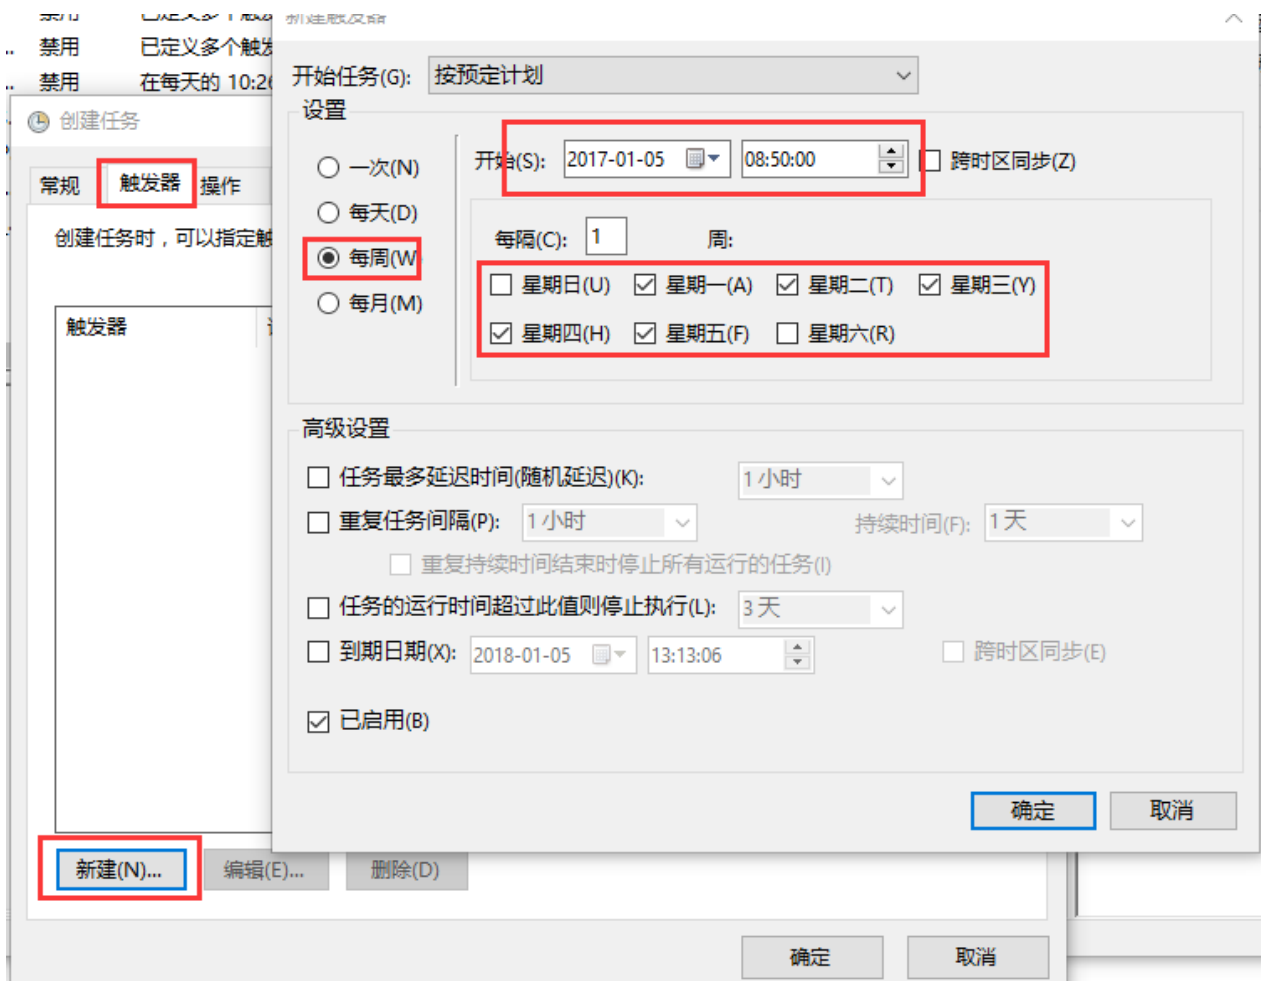 新建触发器
.. 禁用 已定义多个触发
.. 禁用 在每天的 10:26
创建任务
常规 触发器 操作
创建任务时，可以指定触
触发器
新建(N)... 编辑(E)... 删除(D)
确定 取消
开始任务(G): 按预定计划
设置
一次(N)
每天(D)
每周(W
每月(M)
开始(S): 2017-01-05 08:50:00 跨时区同步(Z)
每隔(C): 1 周:
星期日(U) 星期一(A) 星期二(T) 星期三(Y)
星期四(H) 星期五(F) 星期六(R)
高级设置
任务最多延迟时间(随机延迟)(K): 1 小时
重复任务间隔(P): 1 小时 持续时间(F): 1 天
重复持续时间结束时停止所有运行的任务(I)
任务的运行时间超过此值则停止执行(L): 3 天
到期日期(X): 2018-01-05 13:13:06 跨时区同步(E)
已启用(B)
确定 取消